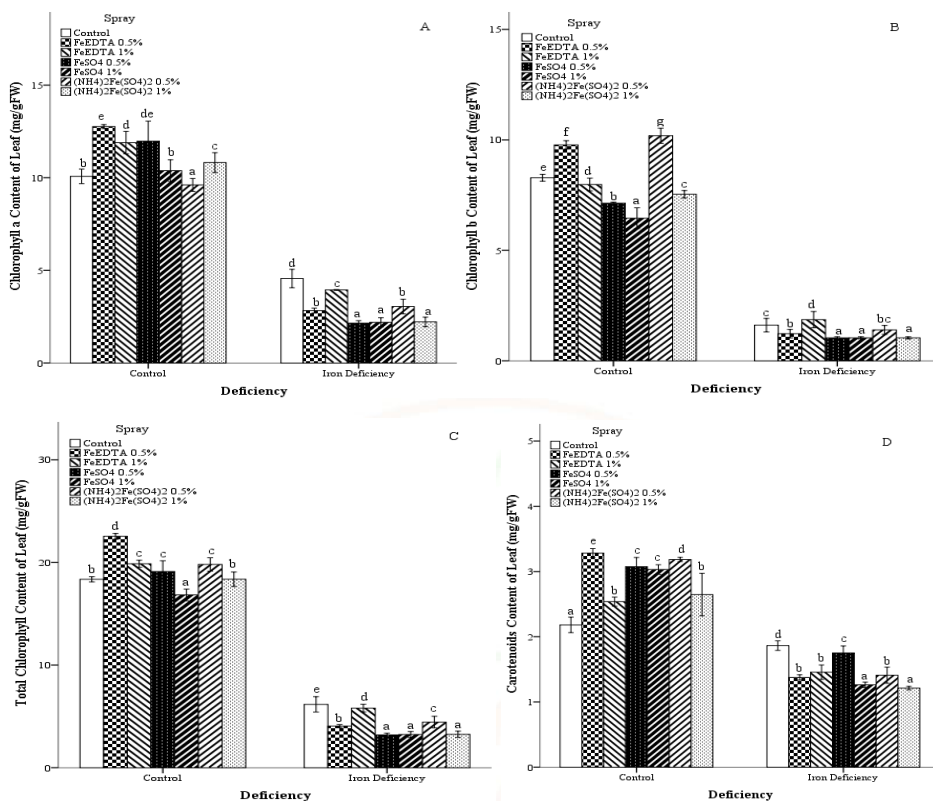 Spray
Control
FeEDTA 0.5%
FeEDTA 1%
FeSO4 0.5%
FeSO4 1%
(NH4)2Fe(SO4)2 0.5%
(NH4)2Fe(SO4)2 1%
A
Chlorophyll a Content of Leaf (mg/gFW)
15
10
5
0
b e d de b a c
d b c a a b a
Control Iron Deficiency
Deficiency
Spray
Control
FeEDTA 0.5%
FeEDTA 1%
FeSO4 0.5%
FeSO4 1%
(NH4)2Fe(SO4)2 0.5%
(NH4)2Fe(SO4)2 1%
B
Chlorophyll b Content of Leaf (mg/gFW)
15
10
5
0
e f d b a g c
c b d a a bc a
Control Iron Deficiency
Deficiency
Spray
Control
FeEDTA 0.5%
FeEDTA 1%
FeSO4 0.5%
FeSO4 1%
(NH4)2Fe(SO4)2 0.5%
(NH4)2Fe(SO4)2 1%
C
Total Chlorophyll Content of Leaf (mg/gFW)
30
20
10
0
b d c c a c b
e b d a a c a
Control Iron Deficiency
Deficiency
Spray
Control
FeEDTA 0.5%
FeEDTA 1%
FeSO4 0.5%
FeSO4 1%
(NH4)2Fe(SO4)2 0.5%
(NH4)2Fe(SO4)2 1%
D
Carotenoids Content of Leaf (mg/gFW)
5
4
3
2
1
0
a e b c c d b
d b b c a b a
Control Iron Deficiency
Deficiency